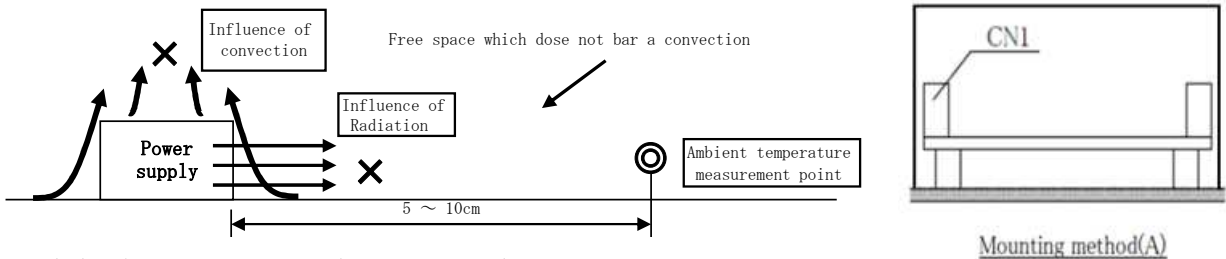 Influence of
convection
Free space which dose not bar a convection
Influence of
Radiation
Power
supply
Ambient temperature
measurement point
5 ～ 10cm
CN1
Mounting method(A)